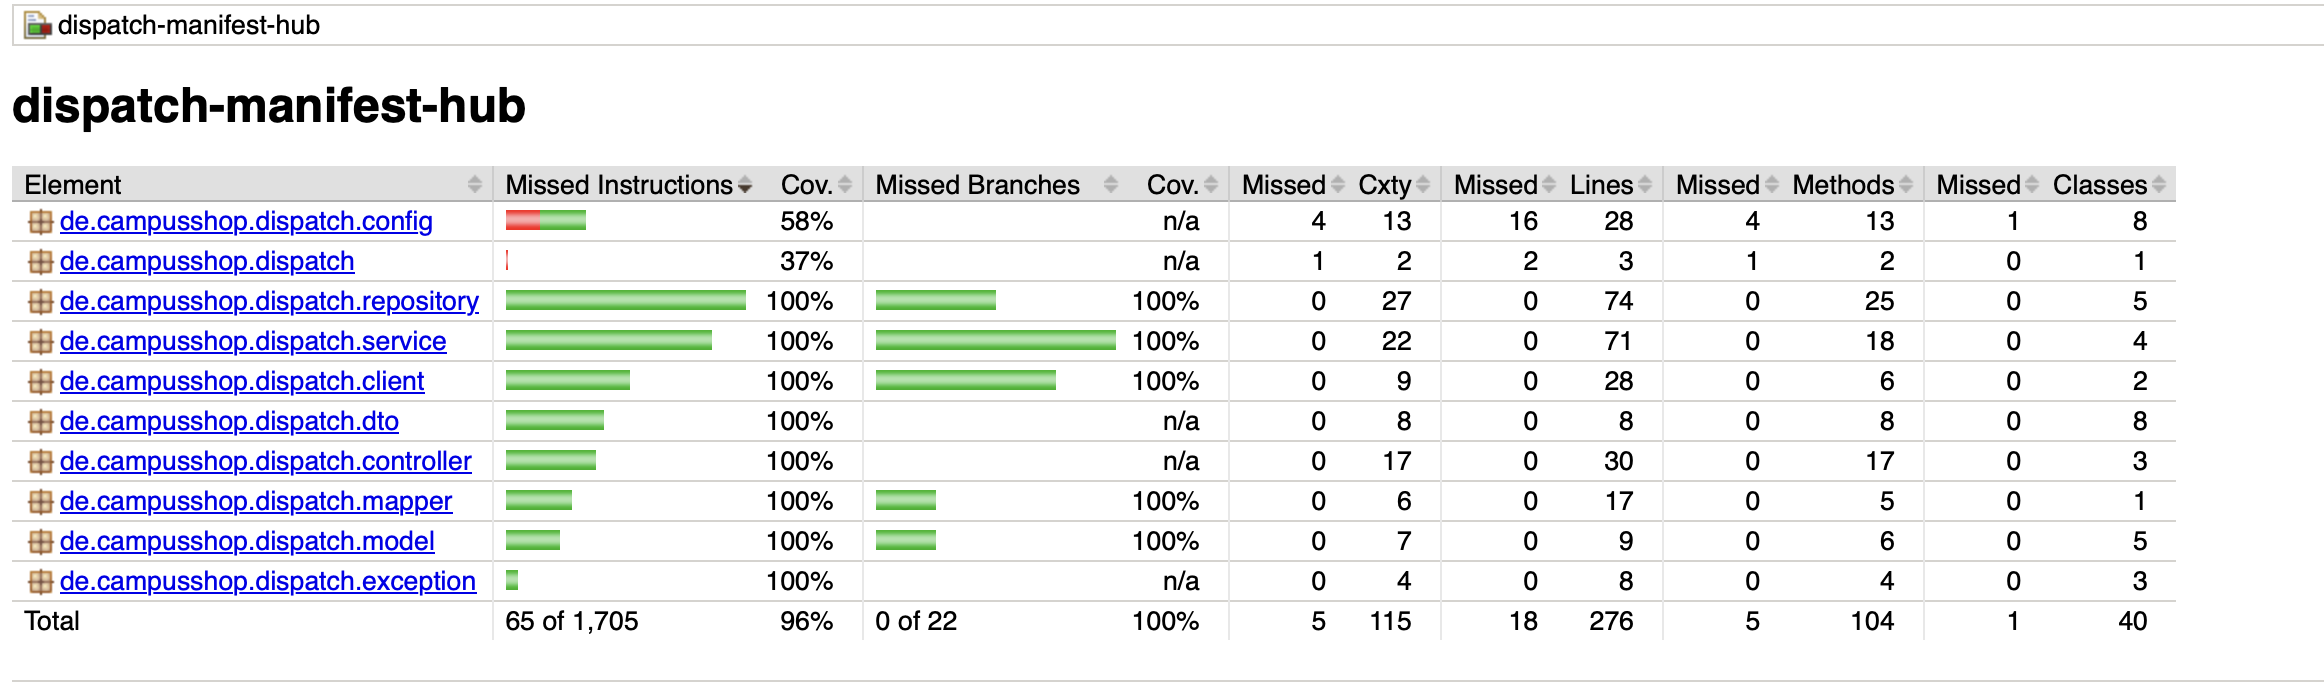 dispatch-manifest-hub
dispatch-manifest-hub
Element Missed Instructions Cov. Missed Branches Cov. Missed Cxty Missed Lines Missed Methods Missed Classes
de.campusshop.dispatch.config 58% n/a 4 13 16 28 4 13 1 8
de.campusshop.dispatch 37% n/a 1 2 2 3 1 2 0 1
de.campusshop.dispatch.repository 100% 100% 0 27 0 74 0 25 0 5
de.campusshop.dispatch.service 100% 100% 0 22 0 71 0 18 0 4
de.campusshop.dispatch.client 100% 100% 0 9 0 28 0 6 0 2
de.campusshop.dispatch.dto 100% n/a 0 8 0 8 0 8 0 8
de.campusshop.dispatch.controller 100% n/a 0 17 0 30 0 17 0 3
de.campusshop.dispatch.mapper 100% 100% 0 6 0 17 0 5 0 1
de.campusshop.dispatch.model 100% 100% 0 7 0 9 0 6 0 5
de.campusshop.dispatch.exception 100% n/a 0 4 0 8 0 4 0 3
Total 65 of 1,705 96% 0 of 22 100% 5 115 18 276 5 104 1 40